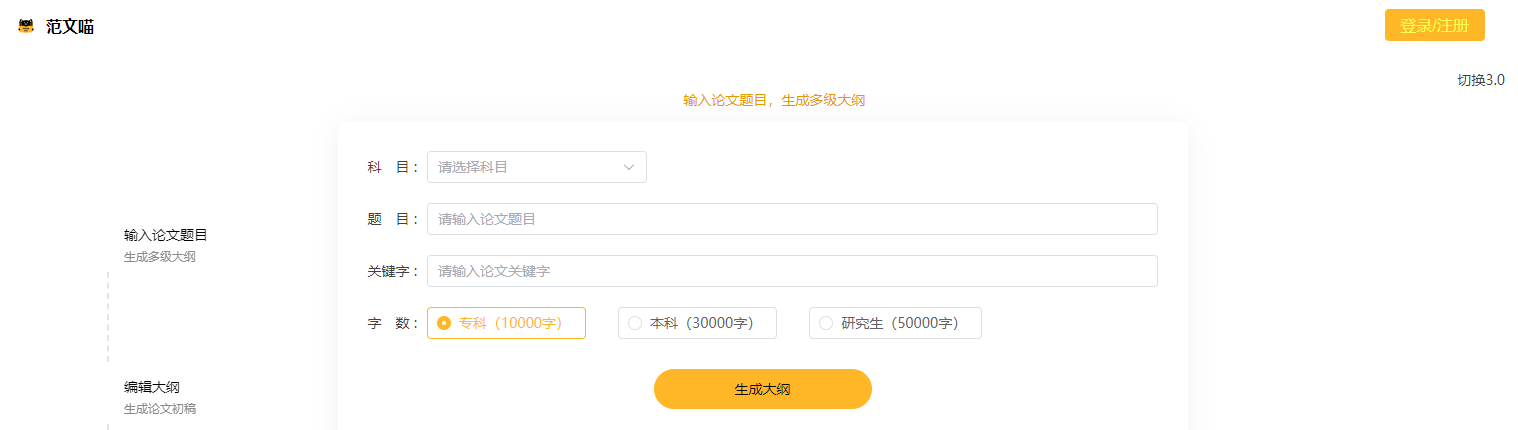 范文喵
登录/注册
切换3.0
输入论文题目，生成多级大纲
科 目：
请选择科目
题 目：
请输入论文题目
输入论文题目
生成多级大纲
关键字：
请输入论文关键字
字 数：
专科（10000字）
本科（30000字）
研究生（50000字）
编辑大纲
生成论文初稿
生成大纲